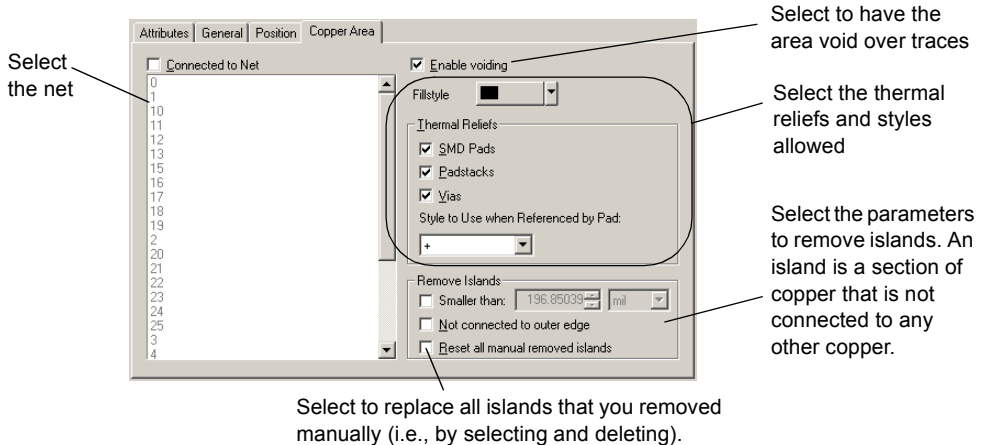 Select to have the
area void over traces
Attributes General Position Copper Area
Select
the net
Connected to Net
0
1
10
11
12
13
15
16
17
18
19
2
20
21
22
23
24
25
3
4
Enable voiding
Fillstyle
Thermal Reliefs
SMD Pads
Padstacks
Vias
Style to Use when Referenced by Pad:
+
Remove Islands
Smaller than: 196.85039 mil
Not connected to outer edge
Reset all manual removed islands
Select the thermal
reliefs and styles
allowed
Select the parameters
to remove islands. An
island is a section of
copper that is not
connected to any
other copper.
Select to replace all islands that you removed
manually (i.e., by selecting and deleting).